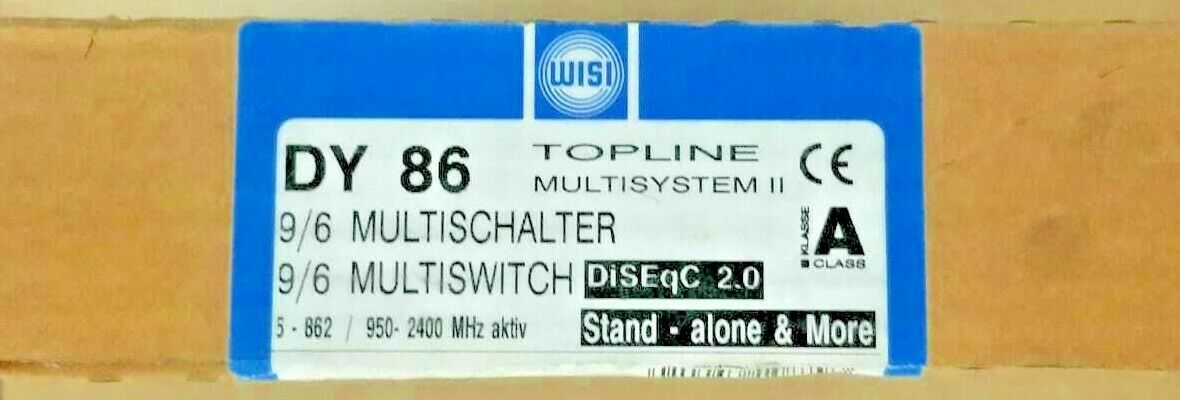 WISI
DY 86
TOPLINE
MULTISYSTEM II
CE
9/6 MULTISCHALTER
KLASSE
A
CLASS
9/6 MULTISWITCH DiSEqC 2.0
5 - 862 / 950- 2400 MHz aktiv
Stand - alone & More